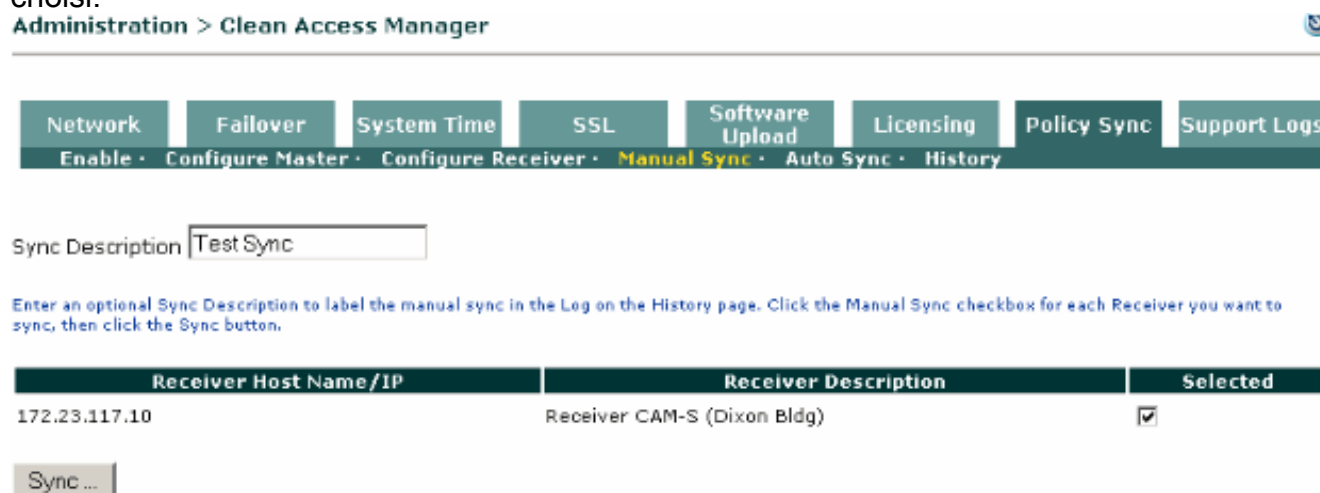 choisi.
Administration > Clean Access Manager
Network Failover System Time SSL Software Upload Licensing Policy Sync Support Logs
Enable · Configure Master · Configure Receiver · Manual Sync · Auto Sync · History
Sync Description Test Sync
Enter an optional Sync Description to label the manual sync in the Log on the History page. Click the Manual Sync checkbox for each Receiver you want to
sync, then click the Sync button.
Receiver Host Name/IP Receiver Description Selected
172.23.117.10 Receiver CAM-S (Dixon Bldg)
Sync ...